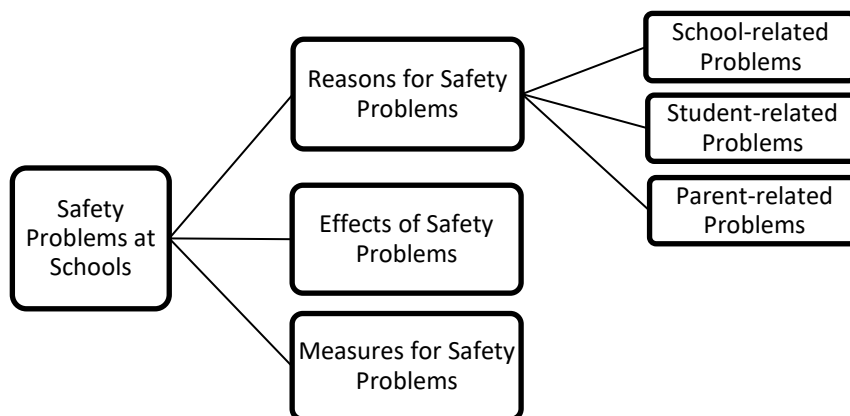 Safety
Problems at
Schools
Reasons for Safety
Problems
Effects of Safety
Problems
Measures for Safety
Problems
School-related
Problems
Student-related
Problems
Parent-related
Problems